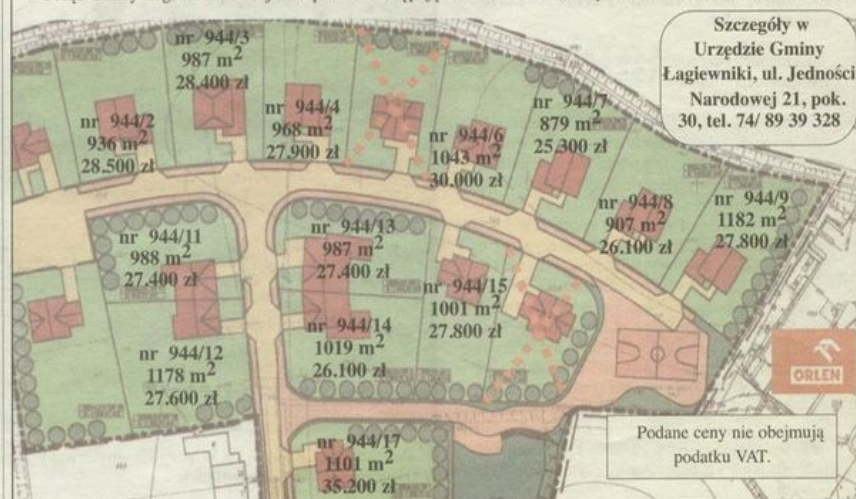 Szczegóły w
Urzędzie Gminy
Łagiewniki, ul. Jedności
Narodowej 21, pok.
30, tel. 74/ 89 39 328
nr 944/3
987 m²
28.400 zł
nr 944/2
936 m²
28.500 zł
nr 944/4
968 m²
27.900 zł
nr 944/6
1043 m²
30.000 zł
nr 944/7
879 m²
25.300 zł
nr 944/8
907 m²
26.100 zł
nr 944/9
1182 m²
27.800 zł
nr 944/11
988 m²
27.400 zł
nr 944/13
987 m²
27.400 zł
nr 944/15
1001 m²
27.800 zł
nr 944/14
1019 m²
26.100 zł
nr 944/12
1178 m²
27.600 zł
ORLEN
nr 944/17
1101 m²
35.200 zł
Podane ceny nie obejmują
podatku VAT.